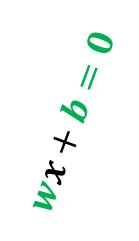 wx + b = 0